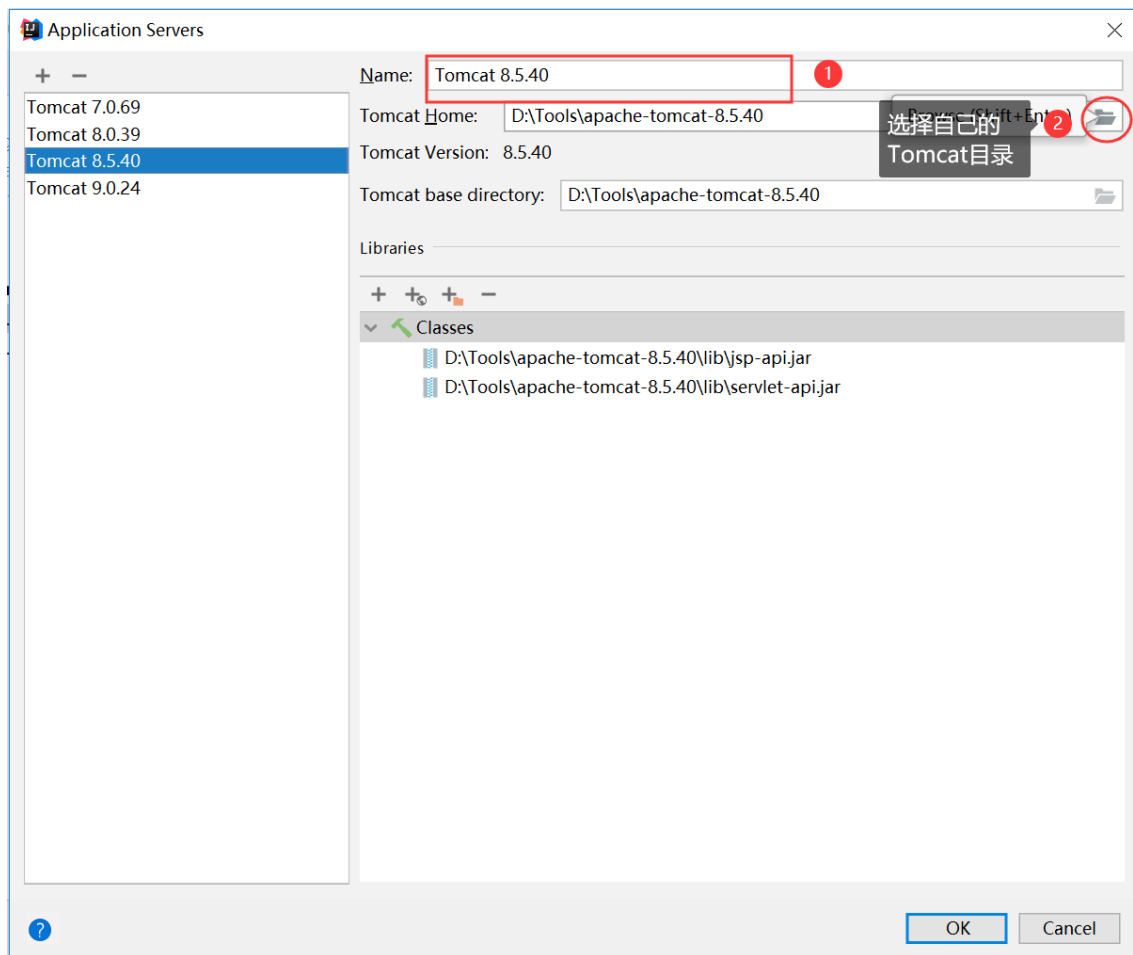 Application Servers
Tomcat 7.0.69
Tomcat 8.0.39
Tomcat 8.5.40
Tomcat 9.0.24
Name: Tomcat 8.5.40 1
Tomcat Home: D:\Tools\apache-tomcat-8.5.40
Browse (Shift+Enter)
选择自己的 2
Tomcat目录
Tomcat Version: 8.5.40
Tomcat base directory: D:\Tools\apache-tomcat-8.5.40
Libraries
Classes
D:\Tools\apache-tomcat-8.5.40\lib\jsp-api.jar
D:\Tools\apache-tomcat-8.5.40\lib\servlet-api.jar
?
OK Cancel